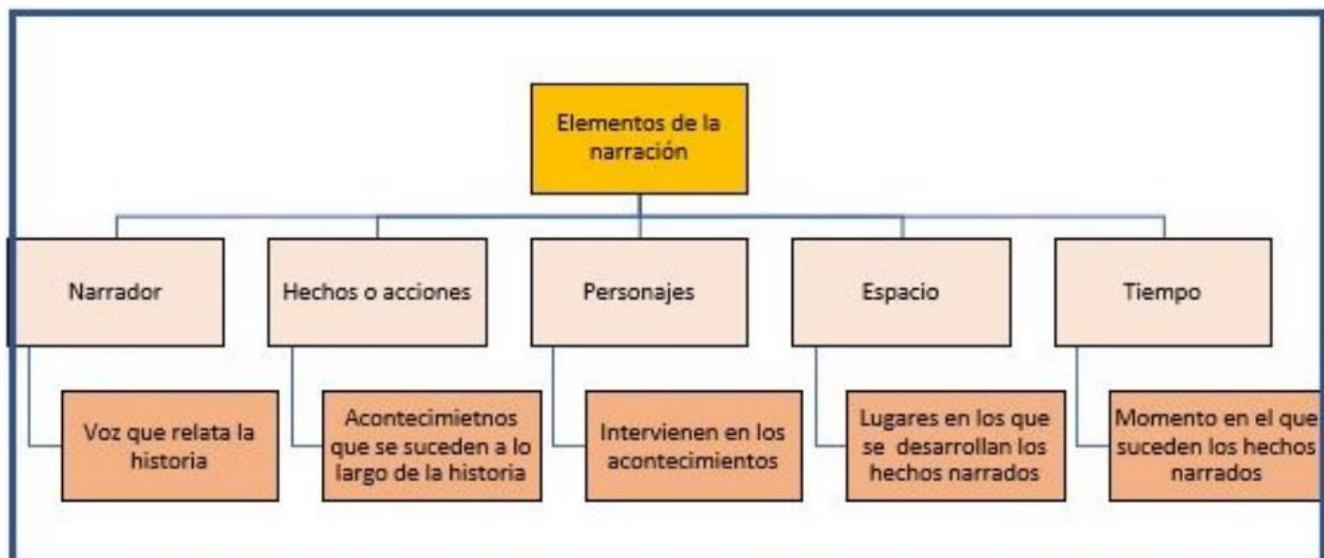 Elementos de la
narración
Narrador
Hechos o acciones
Personajes
Espacio
Tiempo
Voz que relata la
historia
Acontecimietnos
que se suceden a lo
largo de la historia
Intervienen en los
acontecimientos
Lugares en los que
se desarrollan los
hechos narrados
Momento en el que
suceden los hechos
narrados